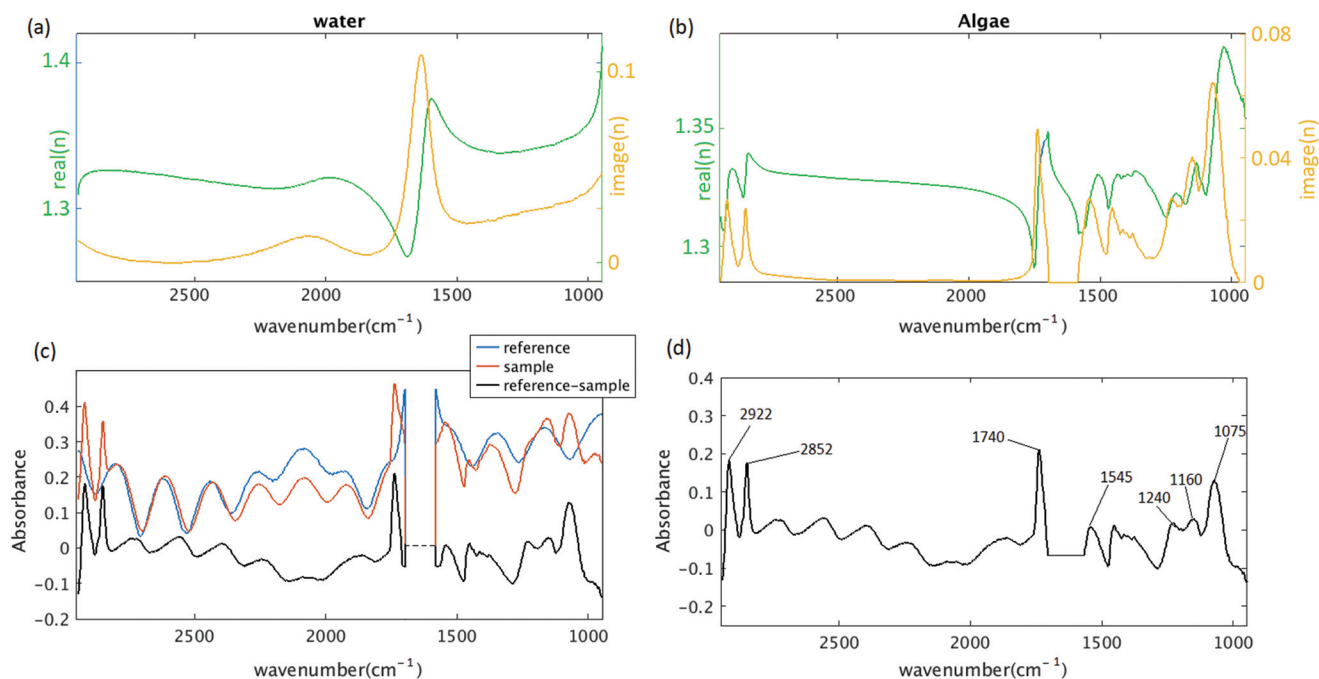 (a)
water
1.4
1.3
real(n)
0.1
0
image(n)
2500
2000
1500
1000
wavenumber(cm⁻¹)
(b)
Algae
1.35
1.3
real(n)
0.08
0.04
0
image(n)
2500
2000
1500
1000
wavenumber(cm⁻¹)
(c)
reference
sample
reference-sample
0.4
0.3
0.2
0.1
0
-0.1
-0.2
Absorbance
2500
2000
1500
1000
wavenumber(cm⁻¹)
(d)
0.4
0.3
0.2
0.1
0
-0.1
-0.2
Absorbance
2922
2852
1740
1545
1240
1160
1075
2500
2000
1500
1000
wavenumber(cm⁻¹)